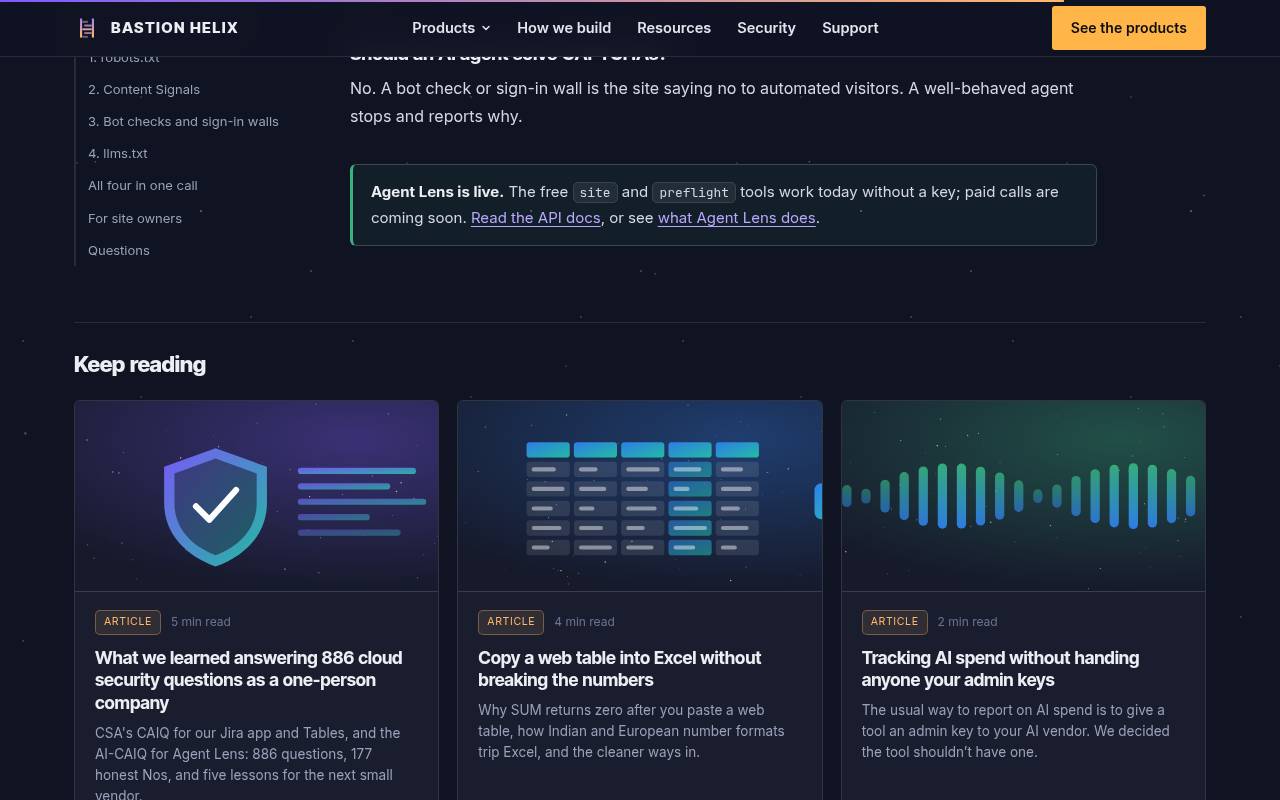 BASTION HELIX
Products
How we build
Resources
Security
Support
See the products
1. robots.txt
2. Content Signals
3. Bot checks and sign-in walls
4. llms.txt
All four in one call
For site owners
Questions
Should an AI agent solve CAPTCHAs?
No. A bot check or sign-in wall is the site saying no to automated visitors. A well-behaved agent
stops and reports why.
Agent Lens is live. The free site and preflight tools work today without a key; paid calls are
coming soon. Read the API docs, or see what Agent Lens does.
Keep reading
ARTICLE 5 min read
What we learned answering 886 cloud
security questions as a one-person
company
CSA's CAIQ for our Jira app and Tables, and the
AI-CAIQ for Agent Lens: 886 questions, 177
honest Nos, and five lessons for the next small
vendor.
ARTICLE 4 min read
Copy a web table into Excel without
breaking the numbers
Why SUM returns zero after you paste a web
table, how Indian and European number formats
trip Excel, and the cleaner ways in.
ARTICLE 2 min read
Tracking AI spend without handing
anyone your admin keys
The usual way to report on AI spend is to give a
tool an admin key to your AI vendor. We decided
the tool shouldn’t have one.